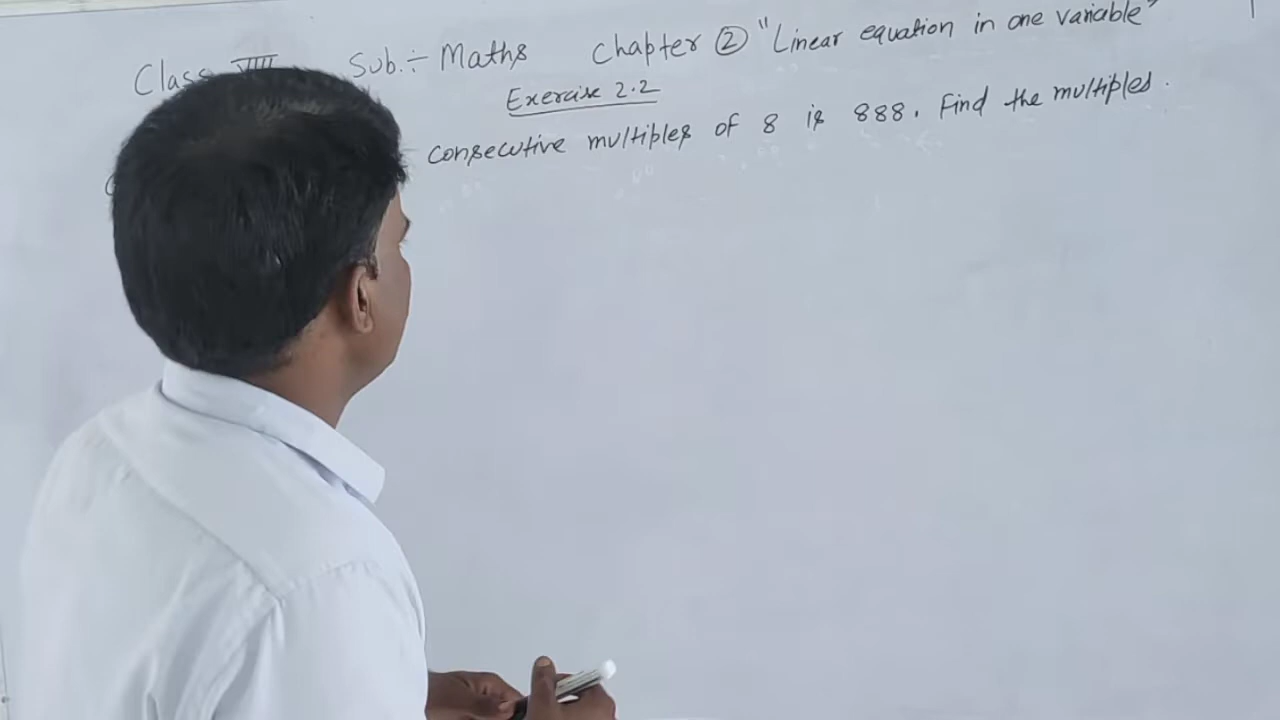 Class VIII Sub.÷ Maths Chapter ② "Linear equation in one variable"
Exercise 2.2
consecutive multiples of 8 is 888. Find the multiples.